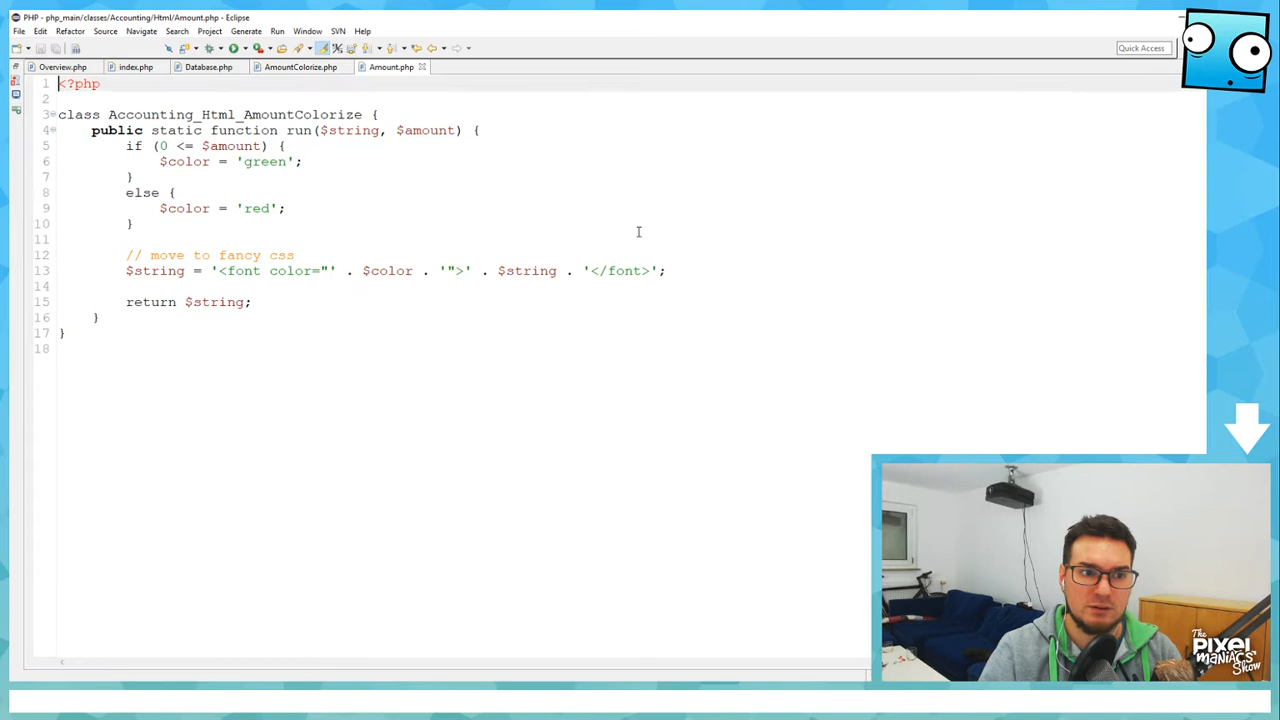 PHP - php_main/classes/Accounting/Html/Amount.php - Eclipse
File Edit Refactor Source Navigate Search Project Generate Run Window SVN Help
Quick Access
Overview.php index.php Database.php AmountColorize.php Amount.php
1 <?php
2
3 class Accounting_Html_AmountColorize {
4 public static function run($string, $amount) {
5 if (0 <= $amount) {
6 $color = 'green';
7 }
8 else {
9 $color = 'red';
10 }
11
12 // move to fancy css
13 $string = '<font color="' . $color . '">' . $string . '</font>';
14
15 return $string;
16 }
17 }
18
The
PIXEL
MANIACS
Show